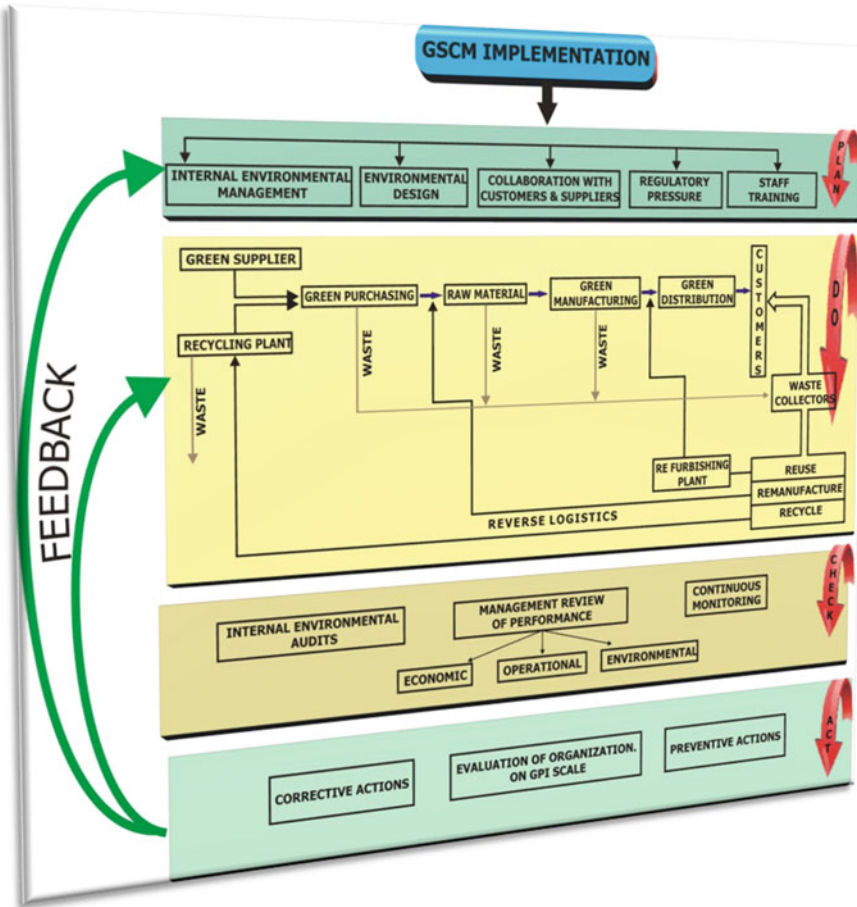 GSCM IMPLEMENTATION
PLAN
INTERNAL ENVIRONMENTAL
MANAGEMENT
ENVIRONMENTAL
DESIGN
COLLABORATION WITH
CUSTOMERS & SUPPLIERS
REGULATORY
PRESSURE
STAFF
TRAINING
FEEDBACK
DO
GREEN SUPPLIER
GREEN PURCHASING
RAW MATERIAL
GREEN
MANUFACTURING
GREEN
DISTRIBUTION
CUSTOMERS
RECYCLING PLANT
WASTE
WASTE
WASTE
WASTE
WASTE
COLLECTORS
RE FURBISHING
PLANT
REUSE
REMANUFACTURE
RECYCLE
REVERSE LOGISTICS
CHECK
INTERNAL ENVIRONMENTAL
AUDITS
MANAGEMENT REVIEW
OF PERFORMANCE
CONTINUOUS
MONITORING
ECONOMIC
OPERATIONAL
ENVIRONMENTAL
ACT
CORRECTIVE ACTIONS
EVALUATION OF ORGANIZATION.
ON GPI SCALE
PREVENTIVE ACTIONS